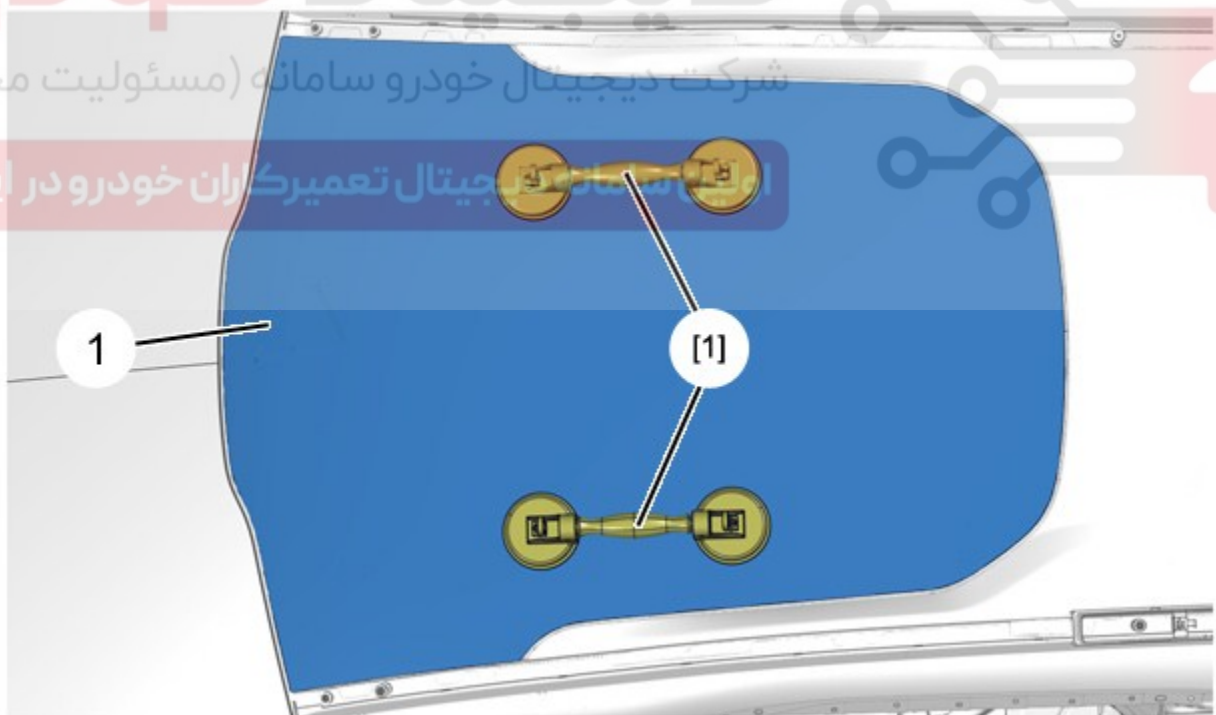 شرکت دیجیتال خودرو سامانه (مسئولیت
اولین سامانه دیجیتال تعمیرکاران خودرو در
1
[1]